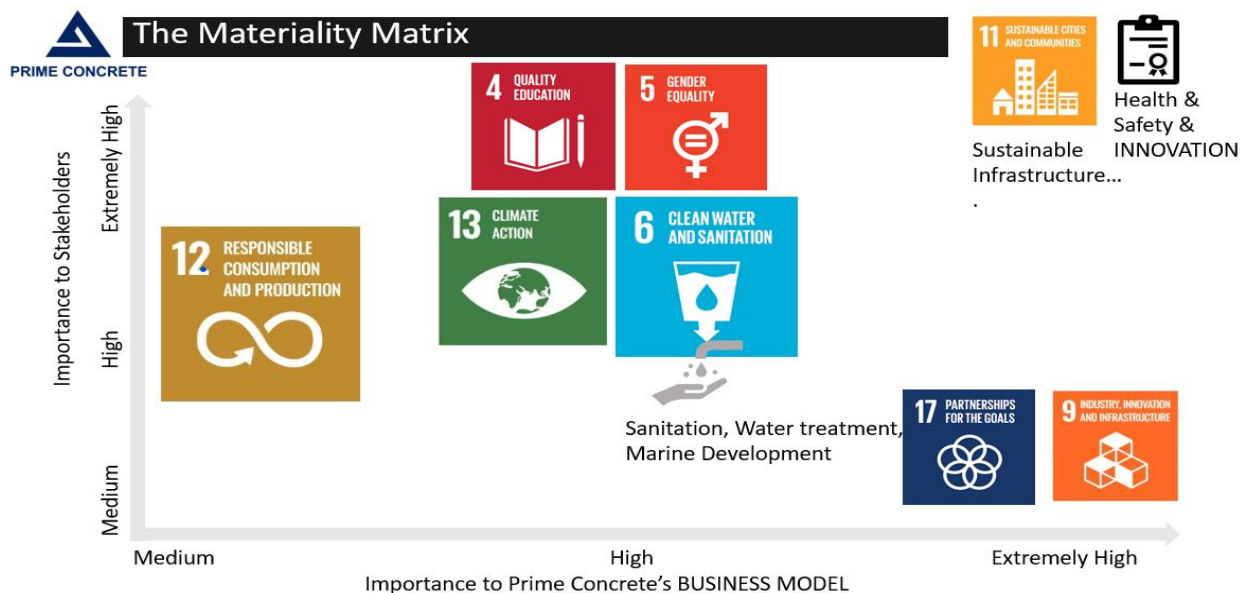 The Materiality Matrix
PRIME CONCRETE
11 SUSTAINABLE CITIES
AND COMMUNITIES
Health &
Safety &
INNOVATION
Sustainable
Infrastructure...
.
4 QUALITY
EDUCATION
5 GENDER
EQUALITY
Importance to Stakeholders
Extremely High
High
Medium
12 RESPONSIBLE
CONSUMPTION
AND PRODUCTION
13 CLIMATE
ACTION
6 CLEAN WATER
AND SANITATION
Sanitation, Water treatment,
Marine Development
17 PARTNERSHIPS
FOR THE GOALS
9 INDUSTRY, INNOVATION
AND INFRASTRUCTURE
Medium
High
Extremely High
Importance to Prime Concrete's BUSINESS MODEL